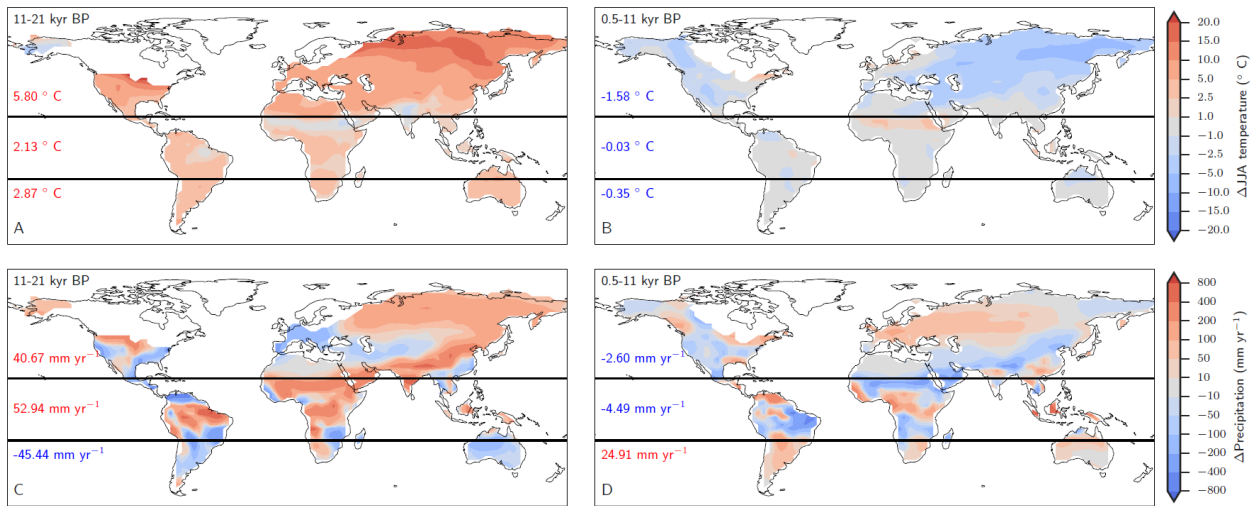 11-21 kyr BP
5.80 ° C
2.13 ° C
2.87 ° C
A
0.5-11 kyr BP
-1.58 ° C
-0.03 ° C
-0.35 ° C
B
20.0
15.0
10.0
5.0
2.5
1.0
−1.0
−2.5
−5.0
−10.0
−15.0
−20.0
ΔJJA temperature (° C)
11-21 kyr BP
40.67 mm yr⁻¹
52.94 mm yr⁻¹
-45.44 mm yr⁻¹
C
0.5-11 kyr BP
-2.60 mm yr⁻¹
-4.49 mm yr⁻¹
24.91 mm yr⁻¹
D
800
400
200
100
50
10
−10
−50
−100
−200
−400
−800
ΔPrecipitation (mm yr⁻¹)